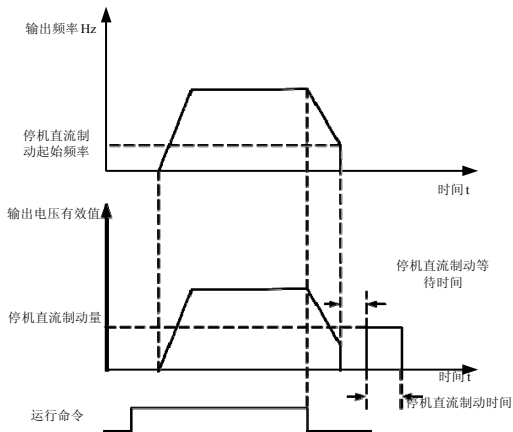 输出频率Hz
停机直流制
动起始频率
时间t
输出电压有效值
停机直流制动等
待时间
停机直流制动量
时间t
停机直流制动时间
运行命令